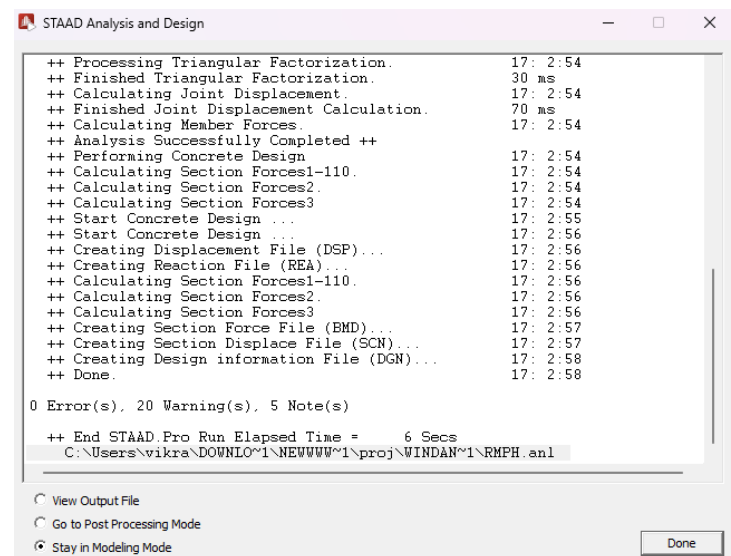 STAAD Analysis and Design
++ Processing Triangular Factorization. 17: 2:54
++ Finished Triangular Factorization. 30 ms
++ Calculating Joint Displacement. 17: 2:54
++ Finished Joint Displacement Calculation. 70 ms
++ Calculating Member Forces. 17: 2:54
++ Analysis Successfully Completed ++
++ Performing Concrete Design 17: 2:54
++ Calculating Section Forces1-110. 17: 2:54
++ Calculating Section Forces2. 17: 2:54
++ Calculating Section Forces3 17: 2:54
++ Start Concrete Design ... 17: 2:55
++ Start Concrete Design ... 17: 2:56
++ Creating Displacement File (DSP)... 17: 2:56
++ Creating Reaction File (REA)... 17: 2:56
++ Calculating Section Forces1-110. 17: 2:56
++ Calculating Section Forces2. 17: 2:56
++ Calculating Section Forces3 17: 2:56
++ Creating Section Force File (BMD)... 17: 2:57
++ Creating Section Displace File (SCN)... 17: 2:57
++ Creating Design information File (DGN)... 17: 2:58
++ Done. 17: 2:58
0 Error(s), 20 Warning(s), 5 Note(s)
++ End STAAD.Pro Run Elapsed Time = 6 Secs
C:\Users\vikra\DOWNLO~1\NEWWWW~1\proj\WINDAN~1\RMPH.anl
View Output File
Go to Post Processing Mode
Stay in Modeling Mode
Done